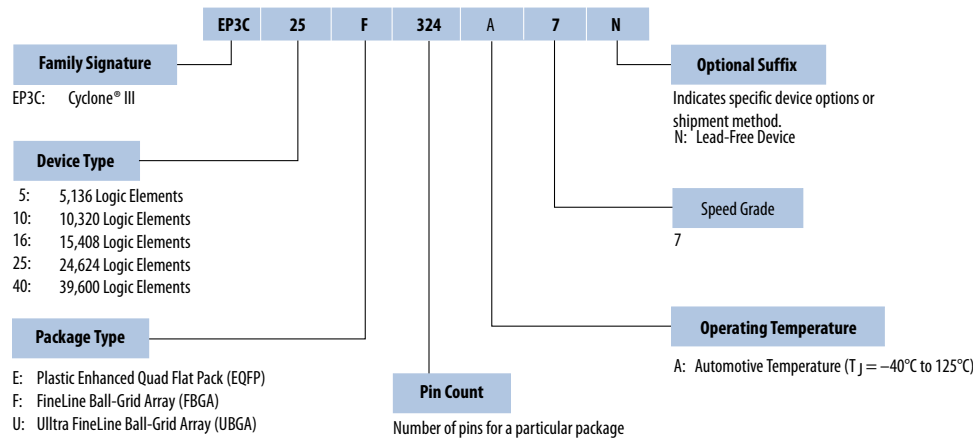 EP3C 25 F 324 A 7 N
Family Signature
EP3C: Cyclone® III
Optional Suffix
Indicates specific device options or
shipment method.
N: Lead-Free Device
Device Type
5: 5,136 Logic Elements
10: 10,320 Logic Elements
16: 15,408 Logic Elements
25: 24,624 Logic Elements
40: 39,600 Logic Elements
Speed Grade
7
Package Type
E: Plastic Enhanced Quad Flat Pack (EQFP)
F: FineLine Ball-Grid Array (FBGA)
U: Ulltra FineLine Ball-Grid Array (UBGA)
Pin Count
Number of pins for a particular package
Operating Temperature
A: Automotive Temperature (T J = –40°C to 125°C)